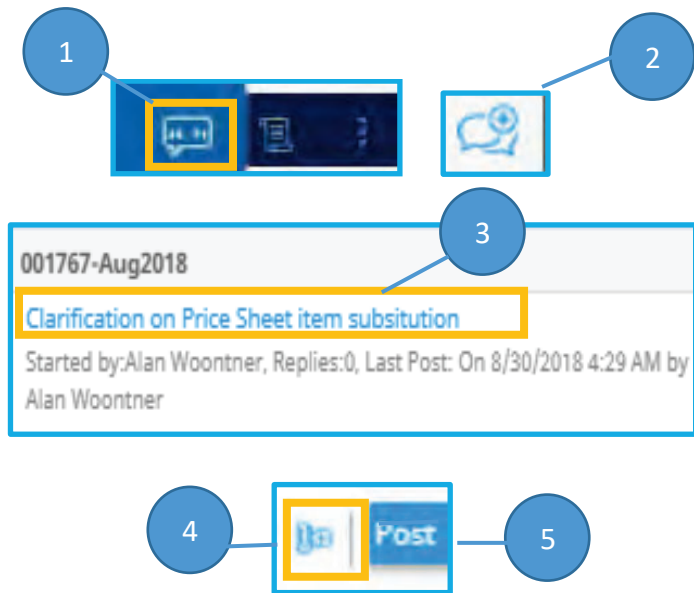 1
2
3
001767-Aug2018
Clarification on Price Sheet item subsitution
Started by:Alan Woontner, Replies:0, Last Post: On 8/30/2018 4:29 AM by
Alan Woontner
4
Post
5